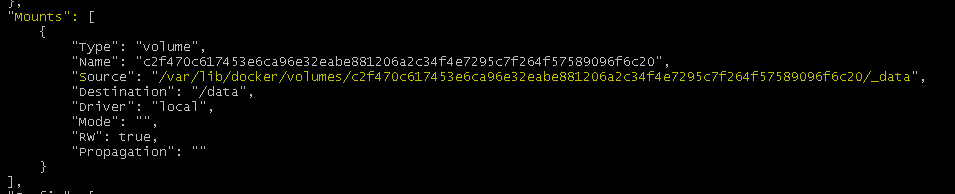 },
"Mounts": [
    {
        "Type": "volume",
        "Name": "c2f470c617453e6ca96e32eabe881206a2c34f4e7295c7f264f57589096f6c20",
        "Source": "/var/lib/docker/volumes/c2f470c617453e6ca96e32eabe881206a2c34f4e7295c7f264f57589096f6c20/_data",
        "Destination": "/data",
        "Driver": "local",
        "Mode": "",
        "RW": true,
        "Propagation": ""
    }
],